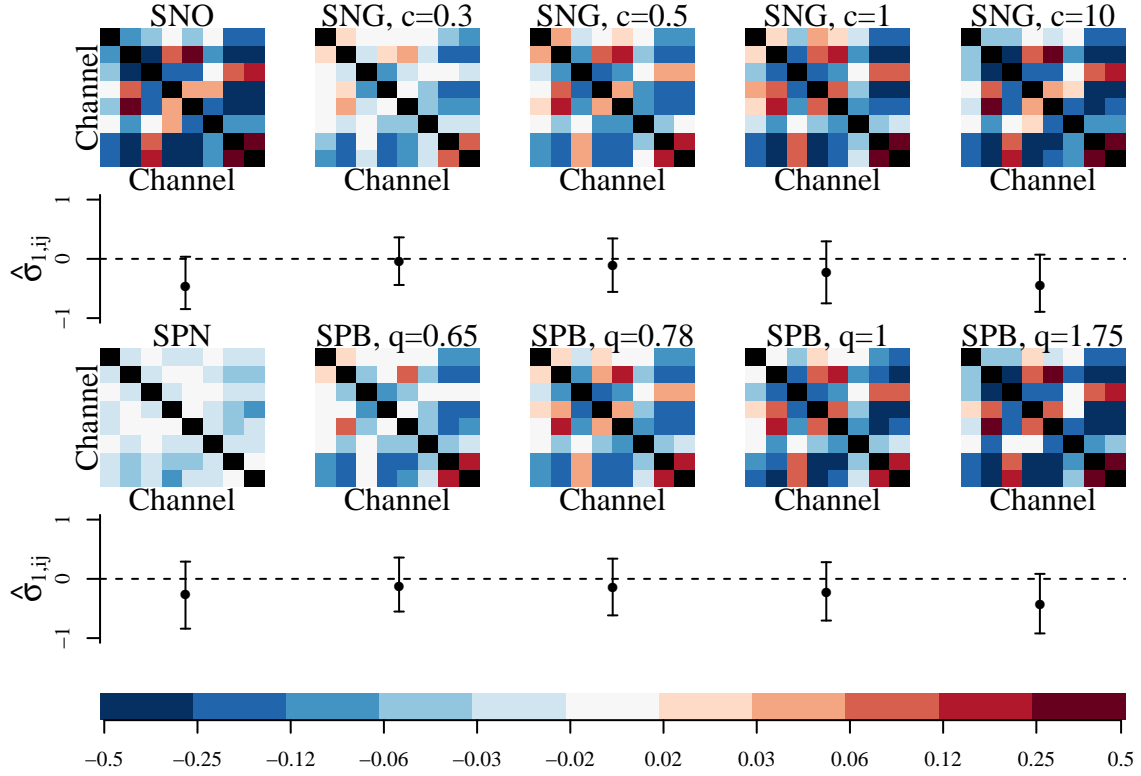 SNO SNG, c=0.3 SNG, c=0.5 SNG, c=1 SNG, c=10
Channel
Channel Channel Channel Channel Channel
σ̂1,ij
1
0
−1
SPN SPB, q=0.65 SPB, q=0.78 SPB, q=1 SPB, q=1.75
Channel
Channel Channel Channel Channel Channel
σ̂1,ij
1
0
−1
−0.5 −0.25 −0.12 −0.06 −0.03 −0.02 0.02 0.03 0.06 0.12 0.25 0.5